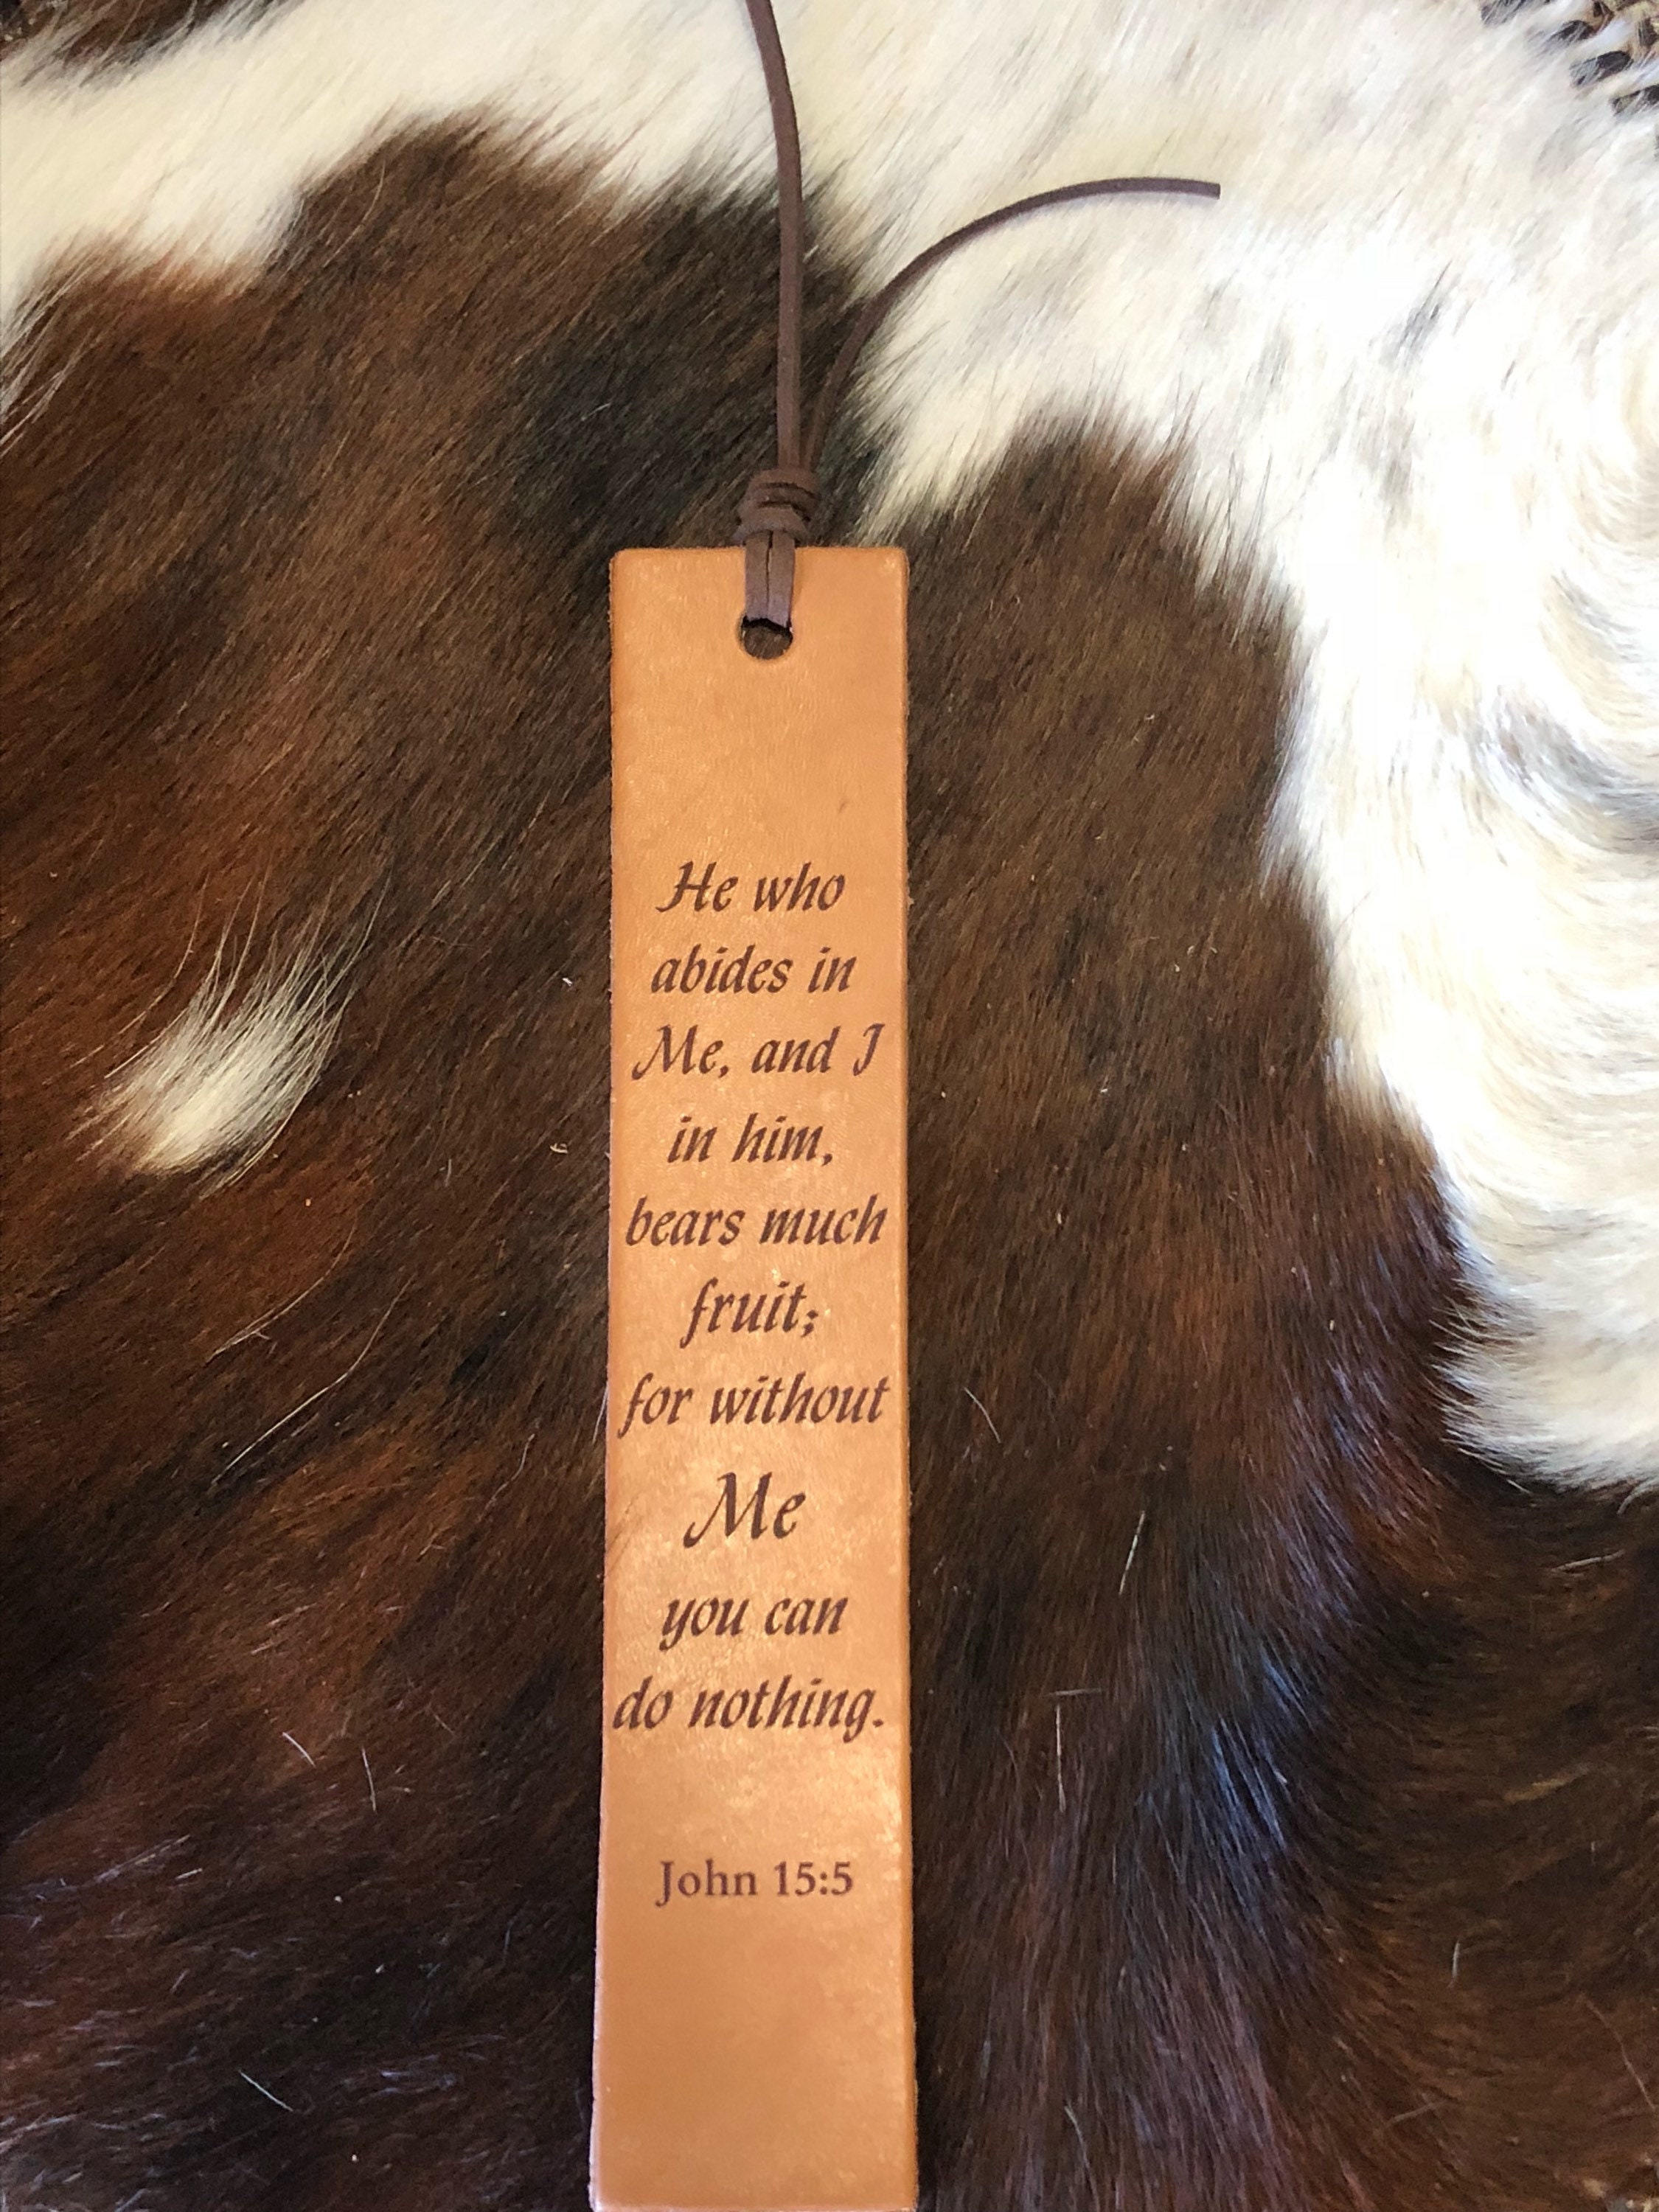 He who
abides in
Me, and I
in him,
bears much
fruit;
for without
Me
you can
do nothing.
John 15:5